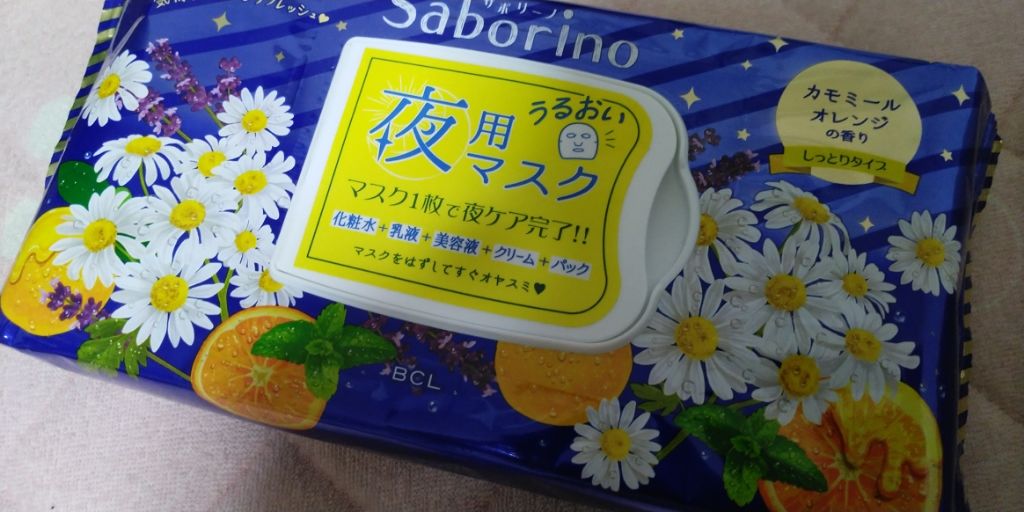 サボリーノ
Saborino
夜用
うるおい
マスク
マスク1枚で夜ケア完了!!
化粧水+乳液+美容液+クリーム+パック
マスクをはずしてすぐオヤスミ♥
カモミール
オレンジ
の香り
しっとりタイプ
BCL